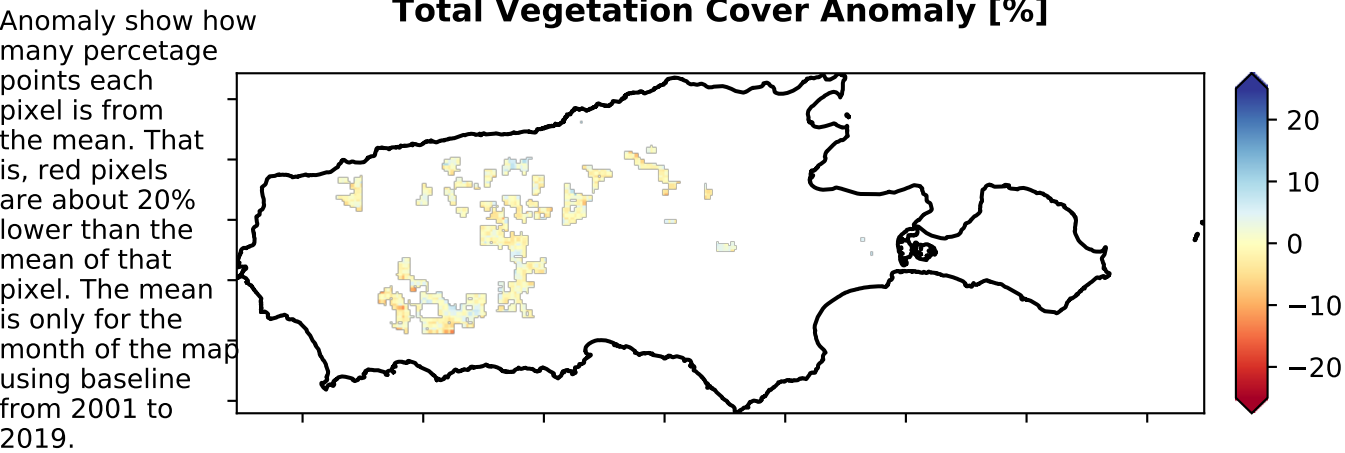 Total Vegetation Cover Anomaly [%]
Anomaly show how
many percetage
points each
pixel is from
the mean. That
is, red pixels
are about 20%
lower than the
mean of that
pixel. The mean
is only for the
month of the map
using baseline
from 2001 to
2019.
20
10
0
−10
−20